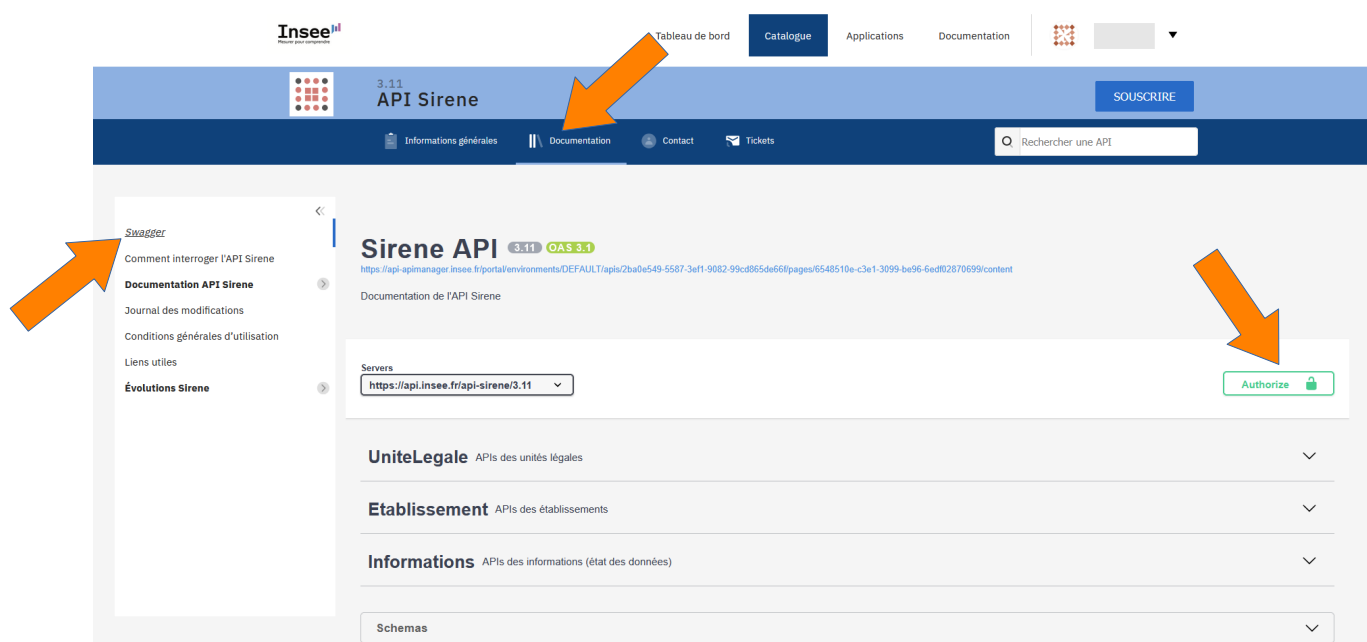 Insee
Mesurer pour comprendre
Tableau de bord
Catalogue
Applications
Documentation
3.11
API Sirene
SOUSCRIRE
Informations générales
Documentation
Contact
Tickets
Rechercher une API
Swagger
Comment interroger l'API Sirene
Documentation API Sirene
Journal des modifications
Conditions générales d'utilisation
Liens utiles
Évolutions Sirene
Sirene API 3.11 OAS 3.1
https://api-apimanager.insee.fr/portal/environments/DEFAULT/apis/2ba0e549-5587-3ef1-9082-99cd865de66f/pages/6548510e-c3e1-3099-be96-6edf02870699/content
Documentation de l'API Sirene
Servers
https://api.insee.fr/api-sirene/3.11
Authorize
UniteLegale APIs des unités légales
Etablissement APIs des établissements
Informations APIs des informations (état des données)
Schemas